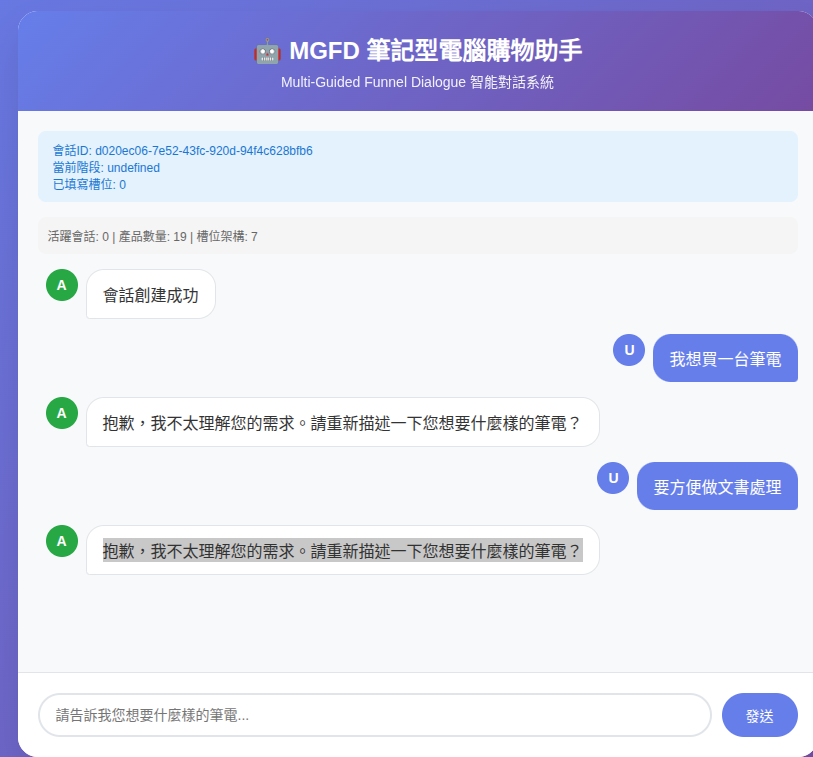 🤖 MGFD 筆記型電腦購物助手
Multi-Guided Funnel Dialogue 智能對話系統
會話ID: d020ec06-7e52-43fc-920d-94f4c628bfb6
當前階段: undefined
已填寫槽位: 0
活躍會話: 0 | 產品數量: 19 | 槽位架構: 7
A
會話創建成功
U
我想買一台筆電
A
抱歉，我不太理解您的需求。請重新描述一下您想要什麼樣的筆電？
U
要方便做文書處理
A
抱歉，我不太理解您的需求。請重新描述一下您想要什麼樣的筆電？
請告訴我您想要什麼樣的筆電...
發送